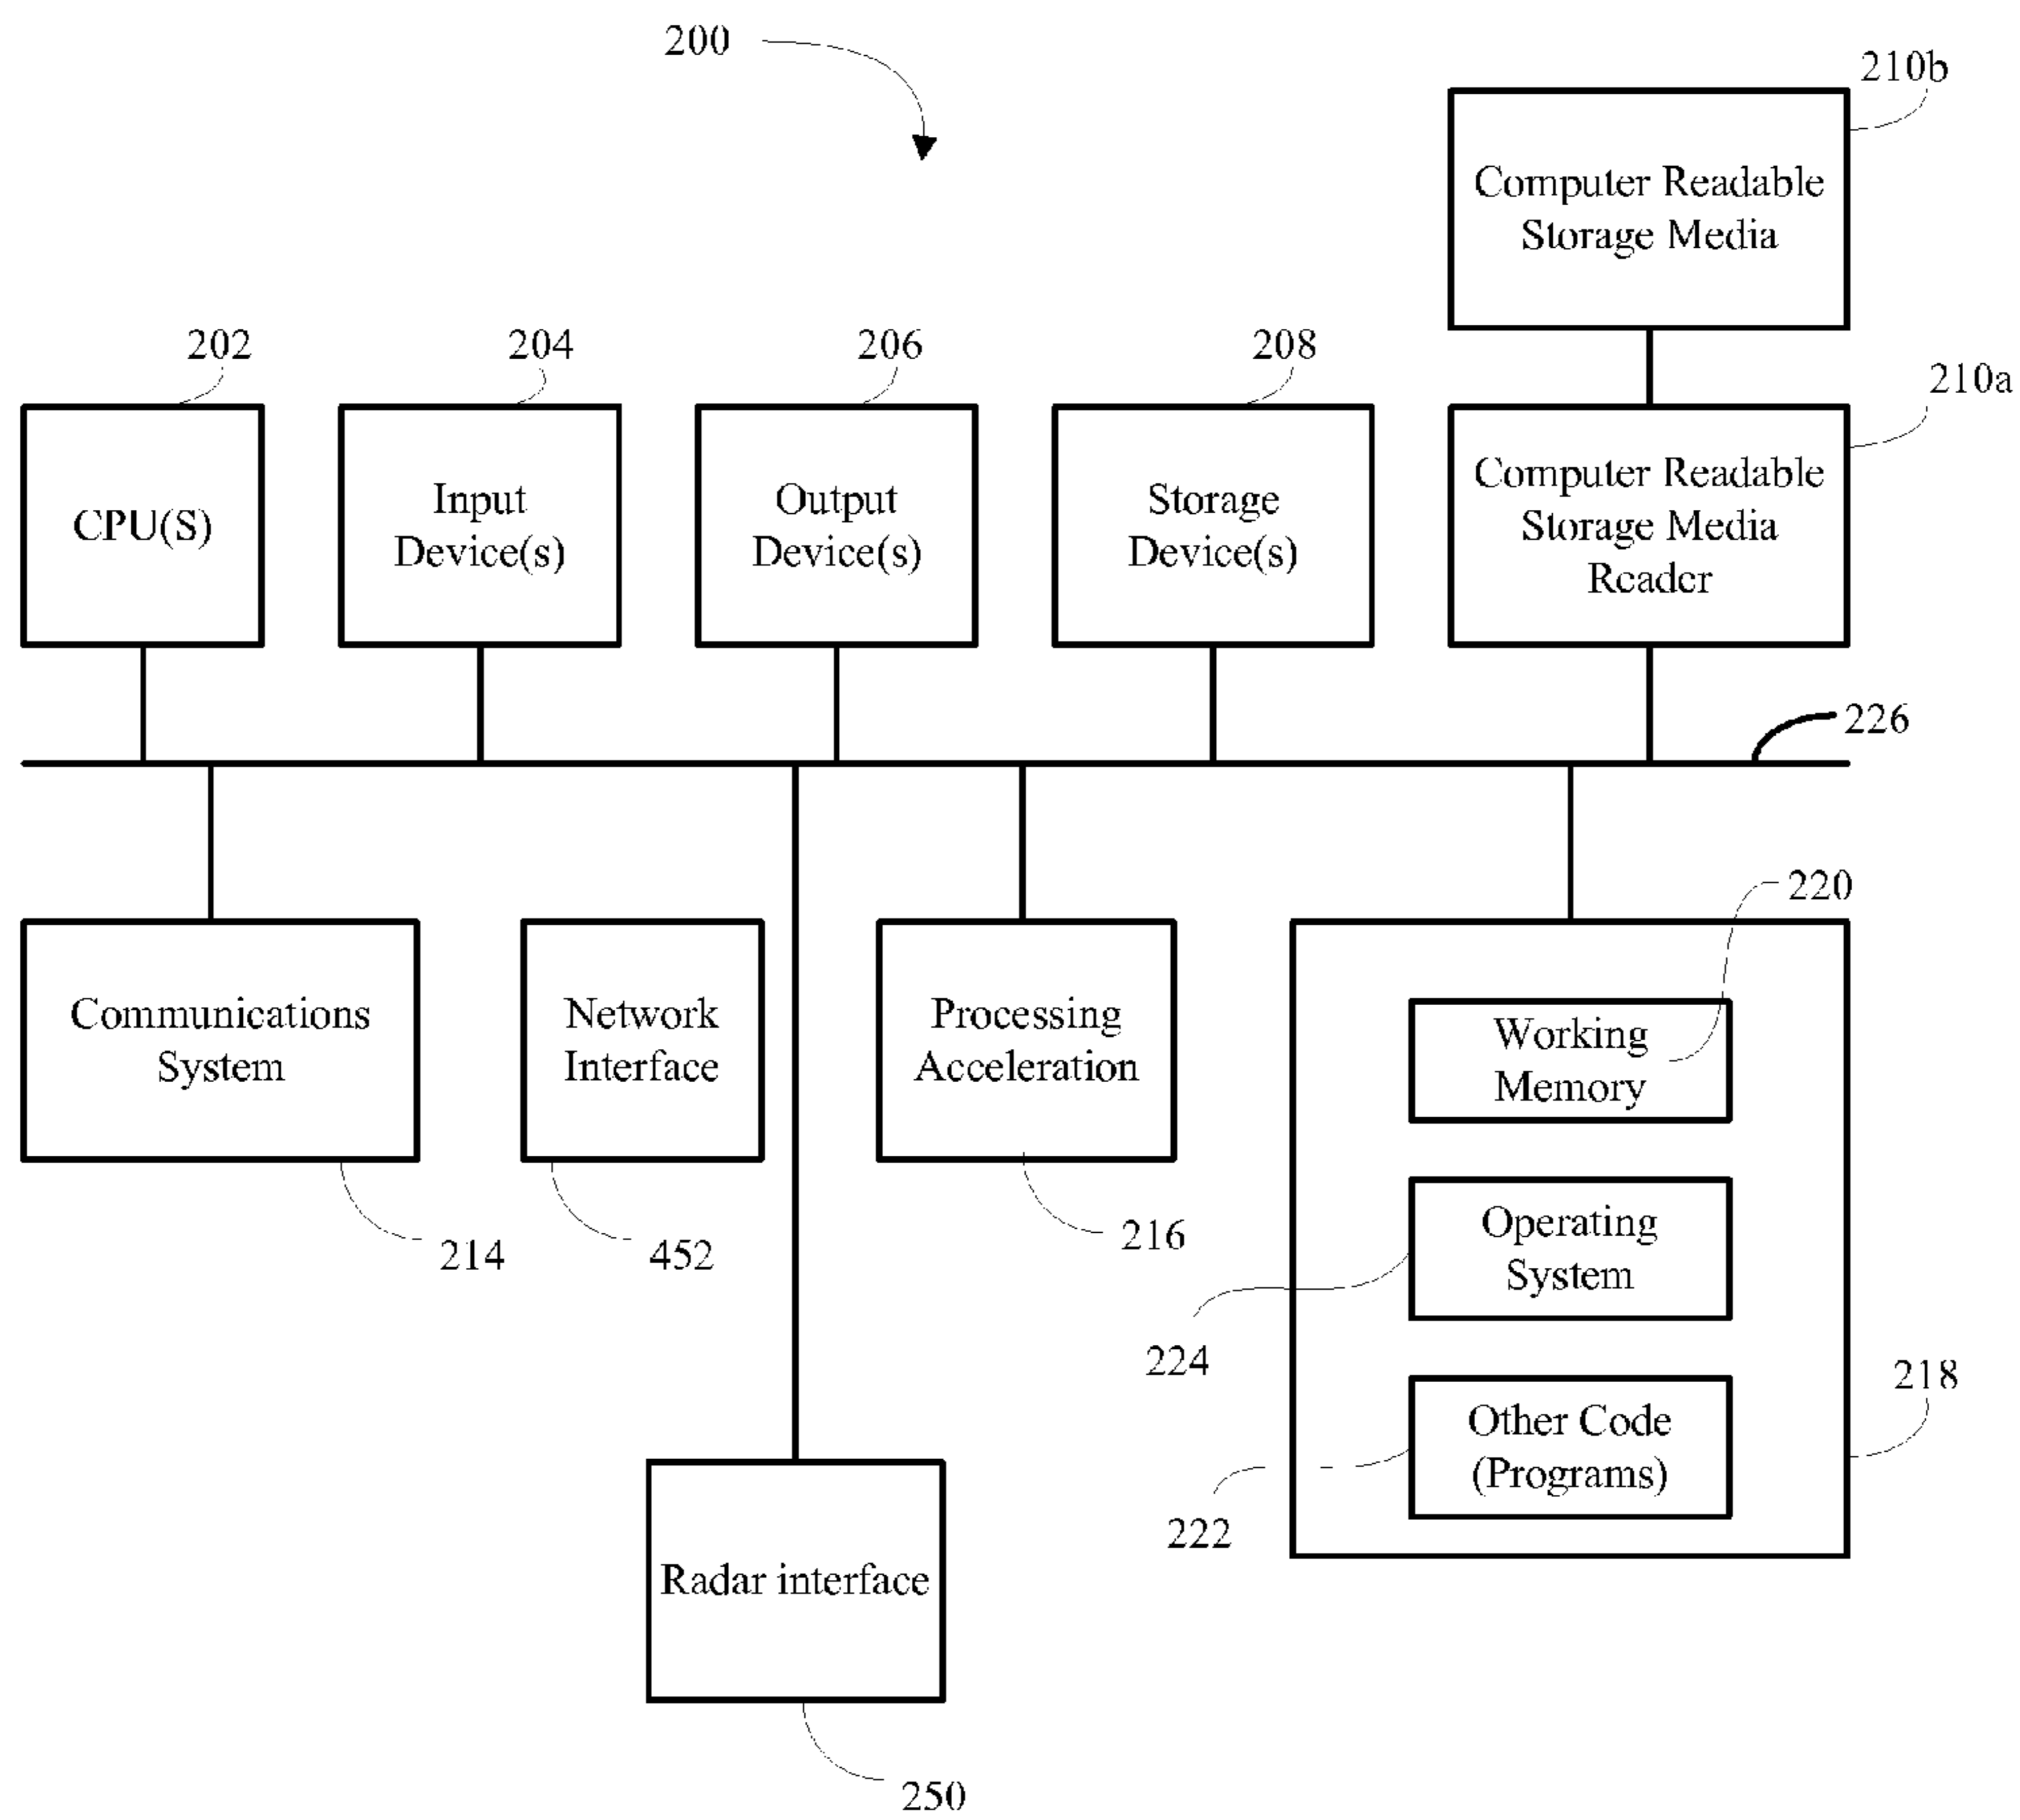 200
210b
Computer Readable
Storage Media
202
204
206
208
210a
CPU(S)
Input
Device(s)
Output
Device(s)
Storage
Device(s)
Computer Readable
Storage Media
Reader
226
220
Communications
System
Network
Interface
Processing
Acceleration
Working
Memory
214
452
216
Operating
System
224
218
Other Code
(Programs)
222
Radar interface
250